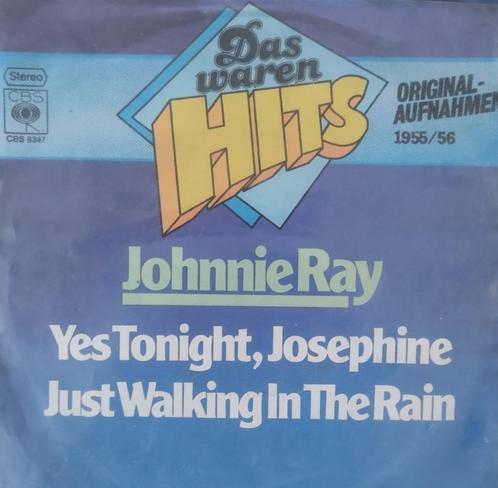 Das
waren
HITS
Stereo
CBS
CBS 8347
ORIGINAL-
AUFNAHMEN
1955/56
Johnnie Ray
Yes Tonight, Josephine
Just Walking In The Rain